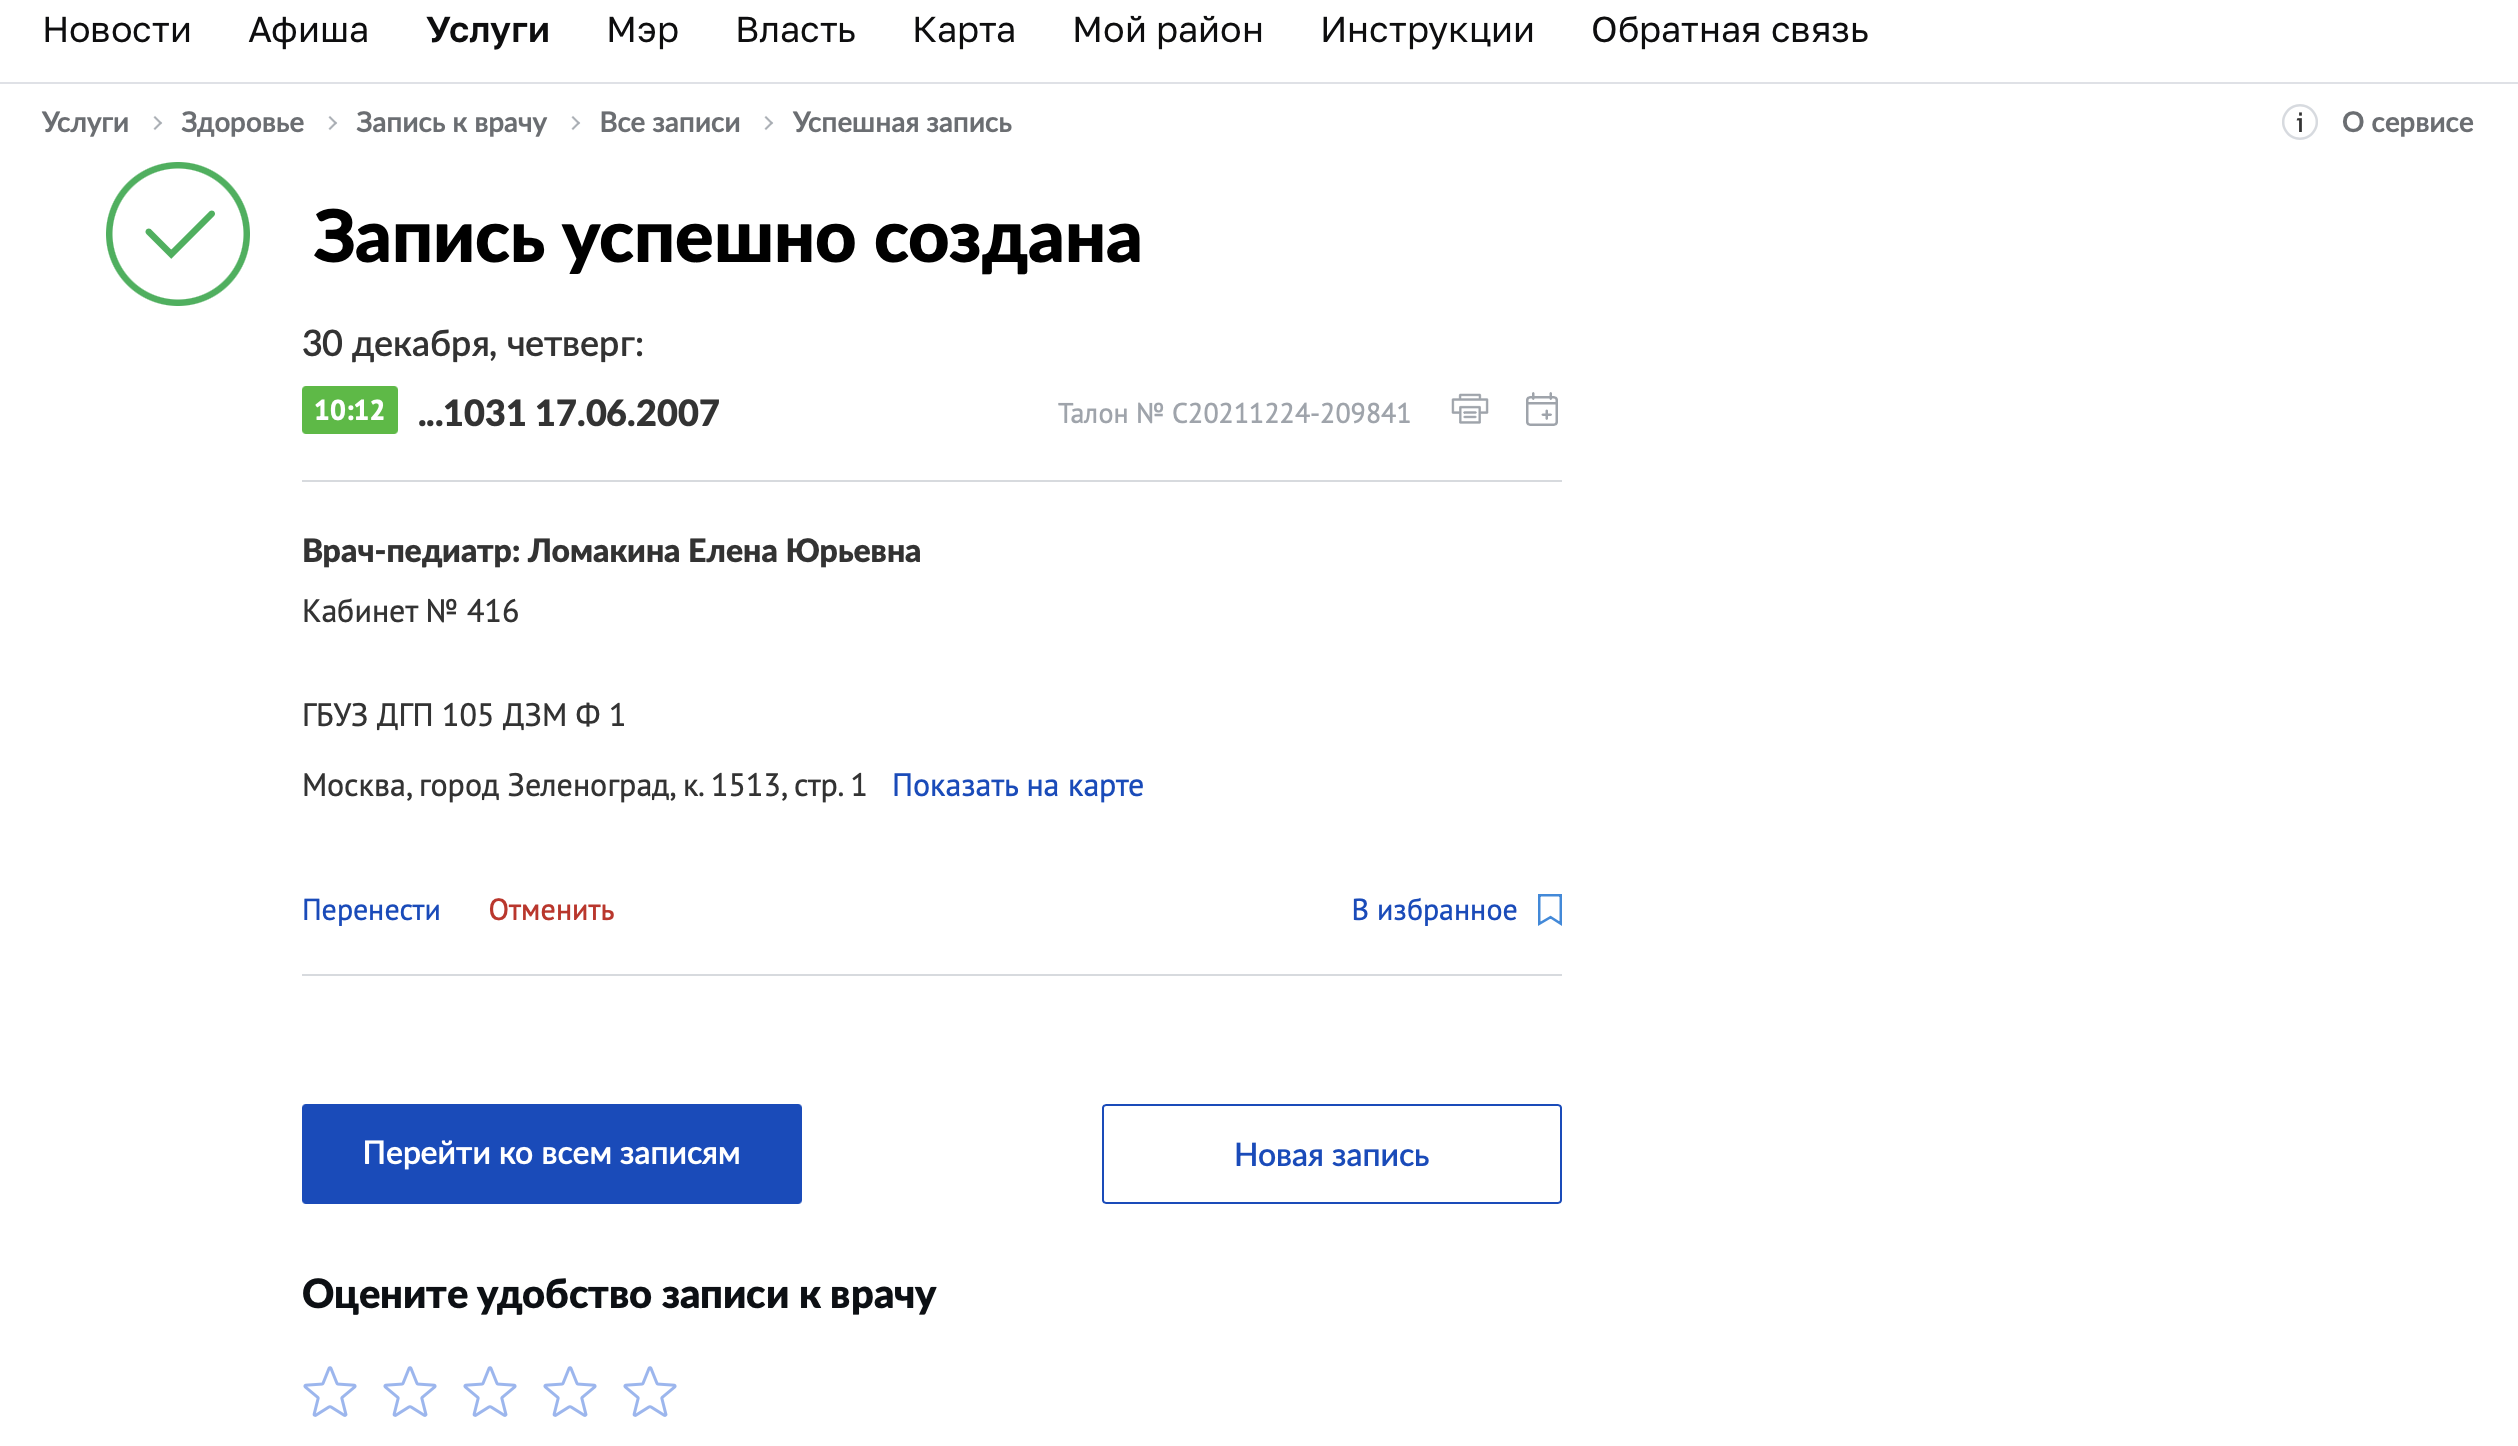 Новости Афиша Услуги Мэр Власть Карта Мой район Инструкции Обратная связь
Услуги > Здоровье > Запись к врачу > Все записи > Успешная запись i О сервисе
Запись успешно создана
30 декабря, четверг:
10:12 ...1031 17.06.2007 Талон № C20211224-209841
Врач-педиатр: Ломакина Елена Юрьевна
Кабинет № 416
ГБУЗ ДГП 105 ДЗМ Ф 1
Москва, город Зеленоград, к. 1513, стр. 1 Показать на карте
Перенести Отменить В избранное
Перейти ко всем записям Новая запись
Оцените удобство записи к врачу